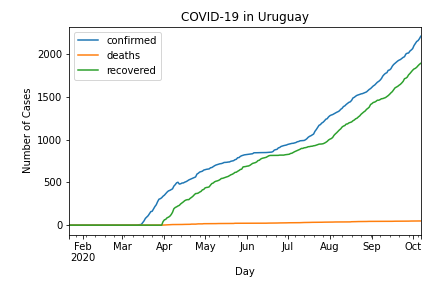 COVID-19 in Uruguay
confirmed
deaths
recovered
Number of Cases
2000
1500
1000
500
0
Feb Mar Apr May Jun Jul Aug Sep Oct
2020
Day